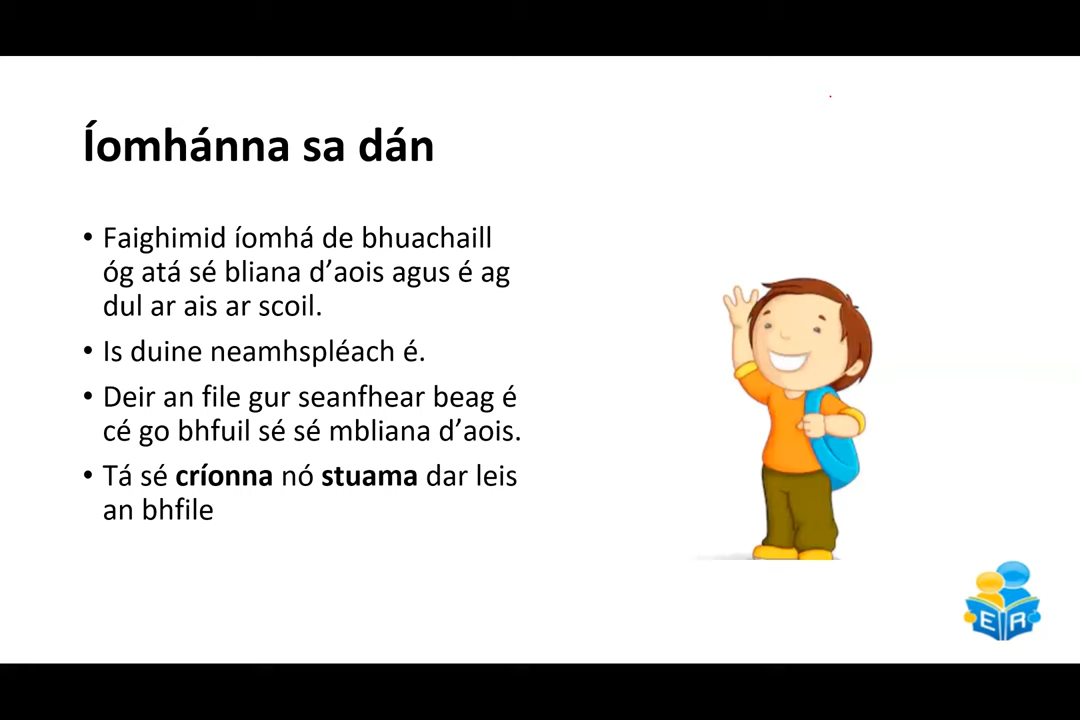 Íomhánna sa dán
• Faighimid íomhá de bhuachaill
óg atá sé bliana d’aois agus é ag
dul ar ais ar scoil.
• Is duine neamhspléach é.
• Deir an file gur seanfhear beag é
cé go bhfuil sé sé mbliana d’aois.
• Tá sé críonna nó stuama dar leis
an bhfile
E R